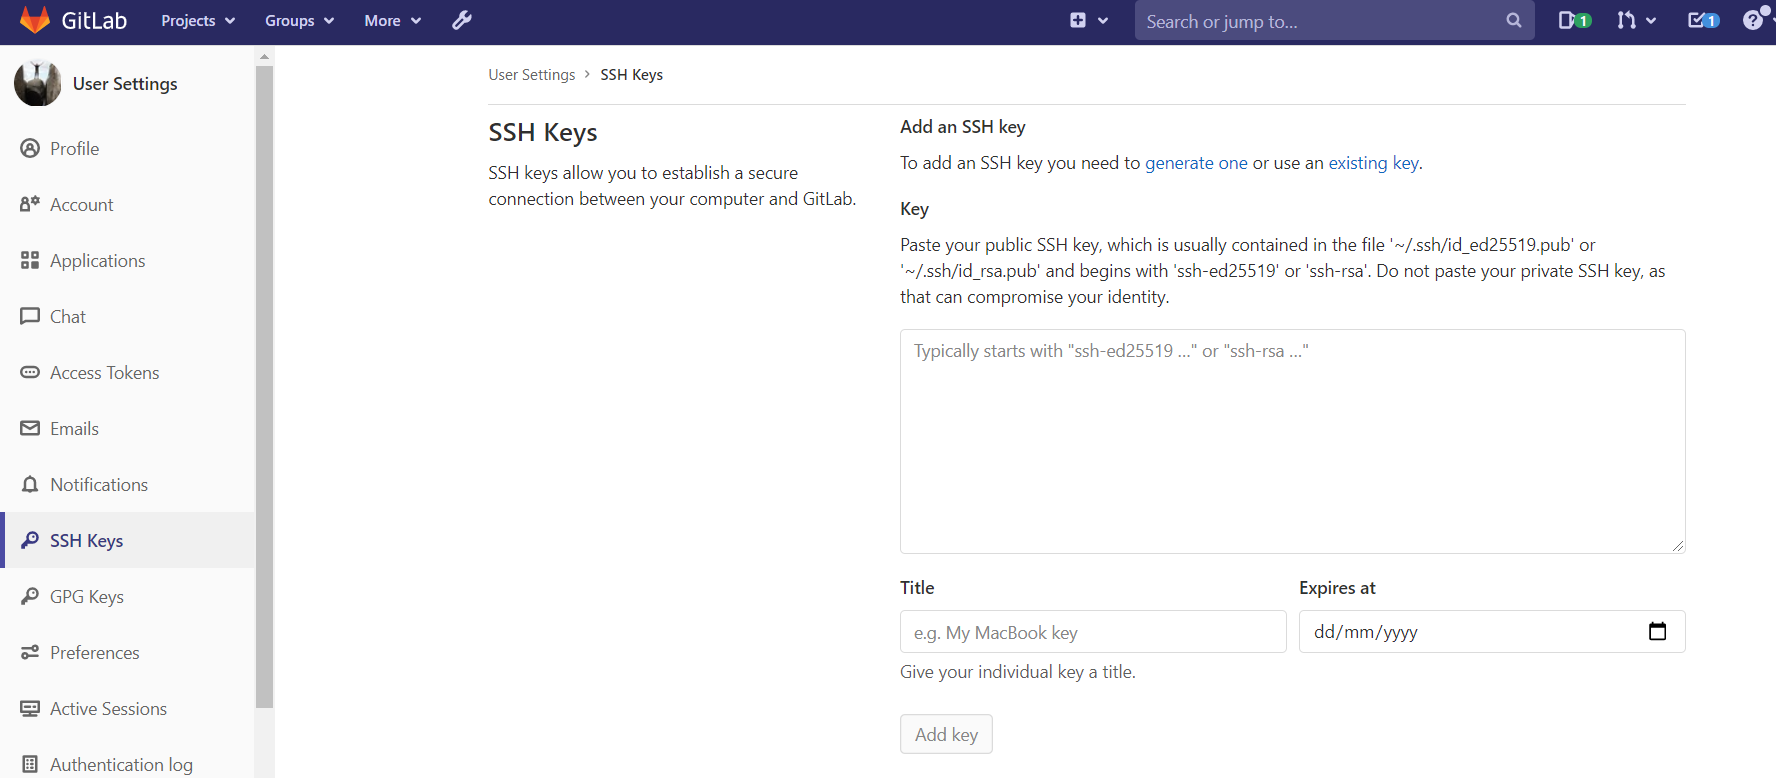 GitLab Projects Groups More Search or jump to... 1 1
User Settings
Profile
Account
Applications
Chat
Access Tokens
Emails
Notifications
SSH Keys
GPG Keys
Preferences
Active Sessions
Authentication log
User Settings > SSH Keys
SSH Keys
SSH keys allow you to establish a secure
connection between your computer and GitLab.
Add an SSH key
To add an SSH key you need to generate one or use an existing key.
Key
Paste your public SSH key, which is usually contained in the file '~/.ssh/id_ed25519.pub' or
'~/.ssh/id_rsa.pub' and begins with 'ssh-ed25519' or 'ssh-rsa'. Do not paste your private SSH key, as
that can compromise your identity.
Typically starts with "ssh-ed25519 ..." or "ssh-rsa ..."
Title
e.g. My MacBook key
Give your individual key a title.
Expires at
dd/mm/yyyy
Add key